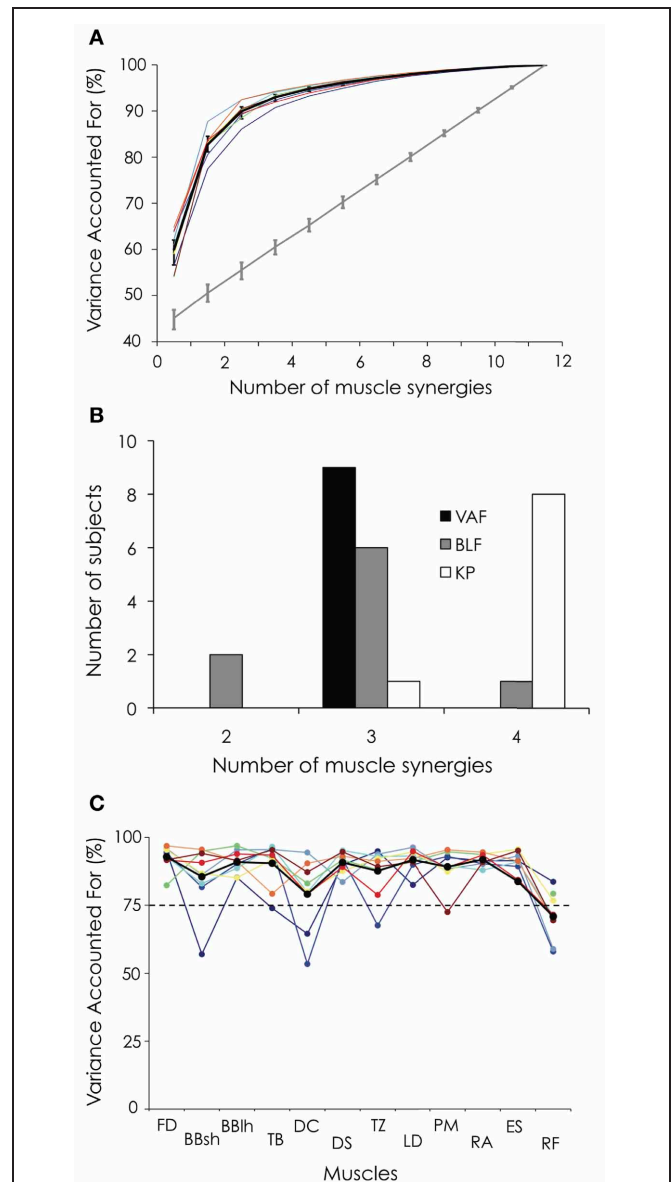 A
Variance Accounted For (%)
100
90
80
70
60
50
40
0 2 4 6 8 10 12
Number of muscle synergies
B
Number of subjects
10
8
6
4
2
0
VAF
BLF
KP
2 3 4
Number of muscle synergies
C
Variance Accounted For (%)
100
75
50
25
0
FD BBsh BBlh TB DC DS TZ LD PM RA ES RF
Muscles